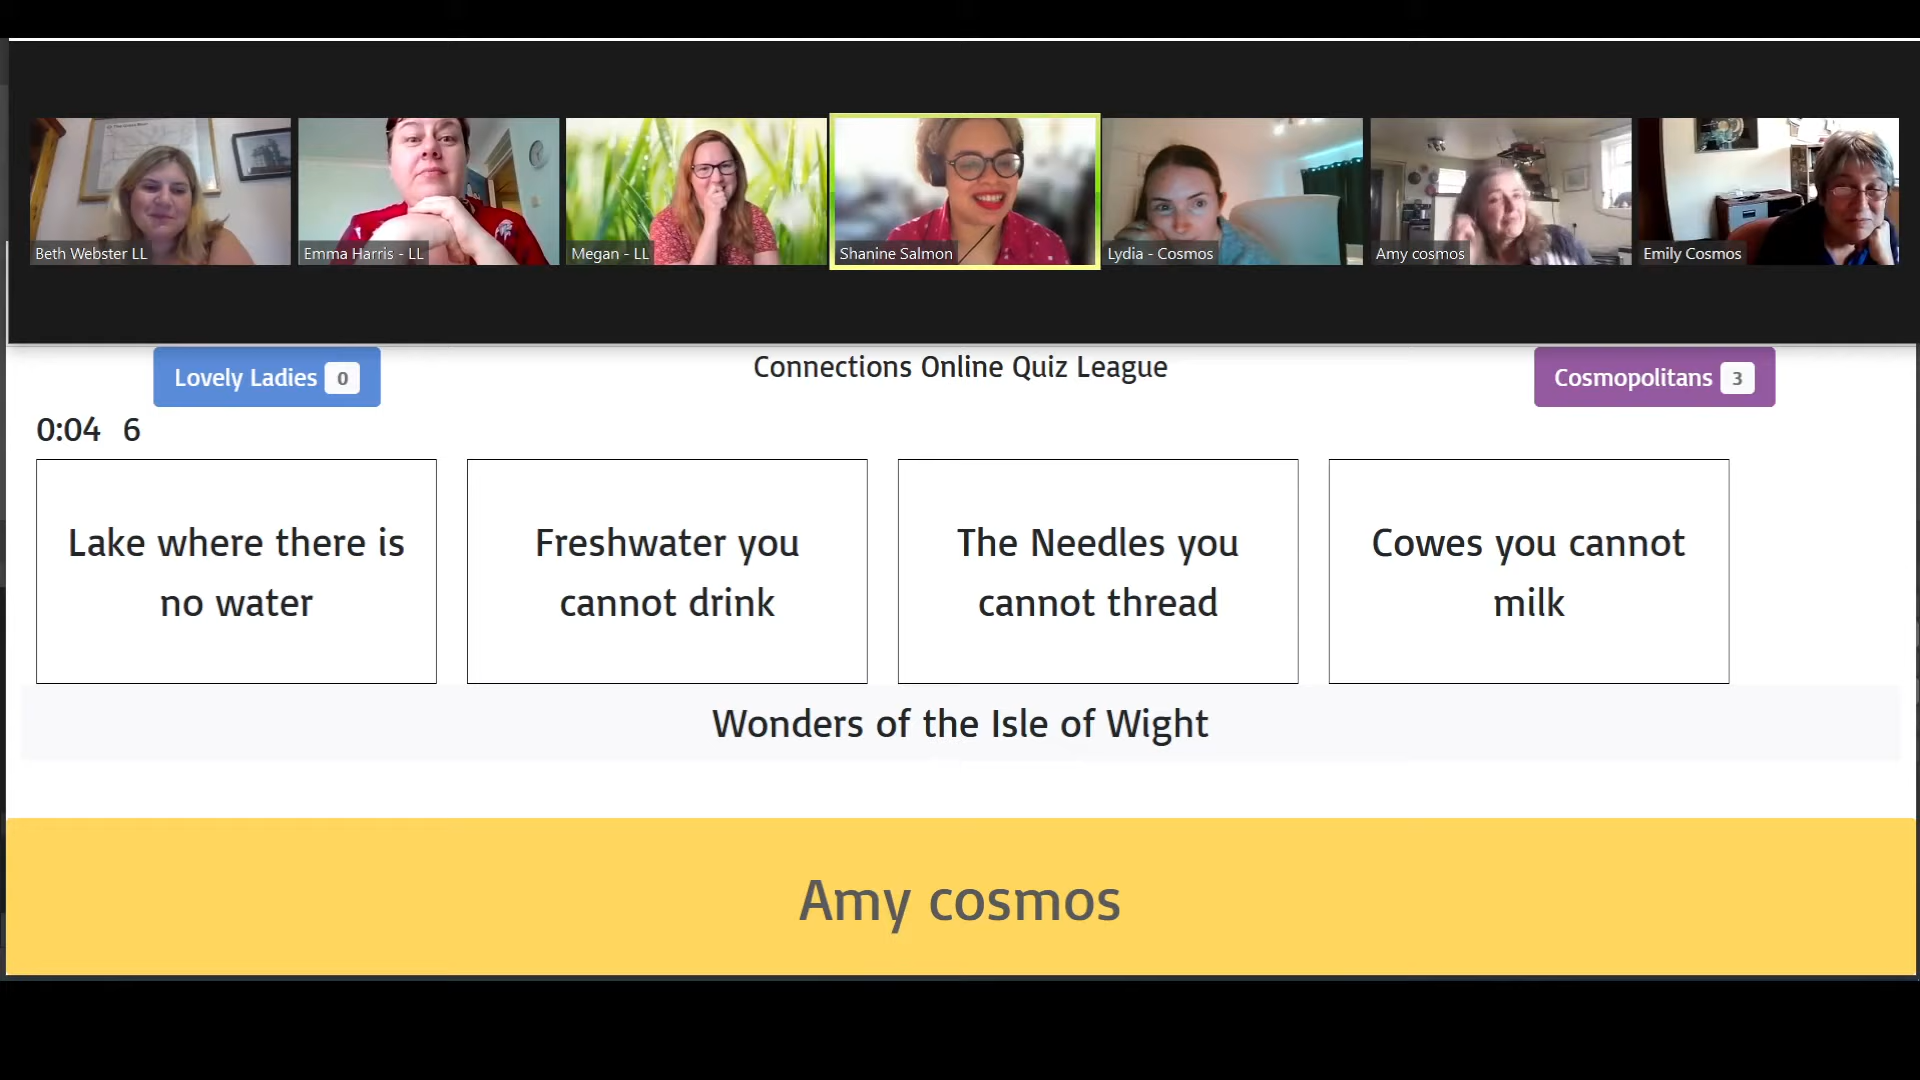 Beth Webster LL
Emma Harris - LL
Megan - LL
Shanine Salmon
Lydia - Cosmos
Amy cosmos
Emily Cosmos
Lovely Ladies 0
Connections Online Quiz League
Cosmopolitans 3
0:04 6
Lake where there is
no water
Freshwater you
cannot drink
The Needles you
cannot thread
Cowes you cannot
milk
Wonders of the Isle of Wight
Amy cosmos